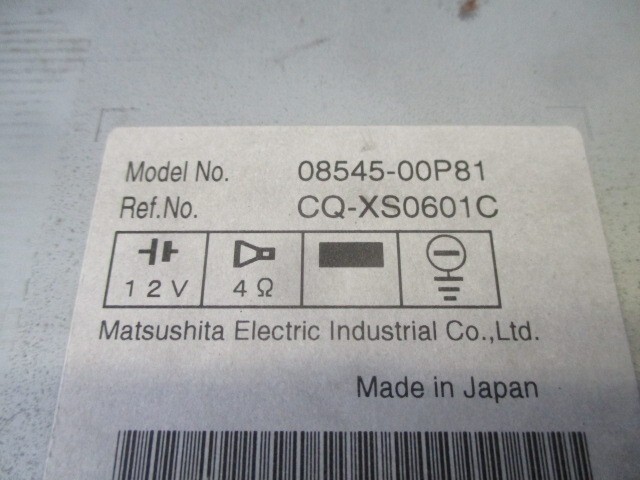 Model No. 08545-00P81
Ref.No. CQ-XS0601C
12V 4Ω
Matsushita Electric Industrial Co.,Ltd.
Made in Japan